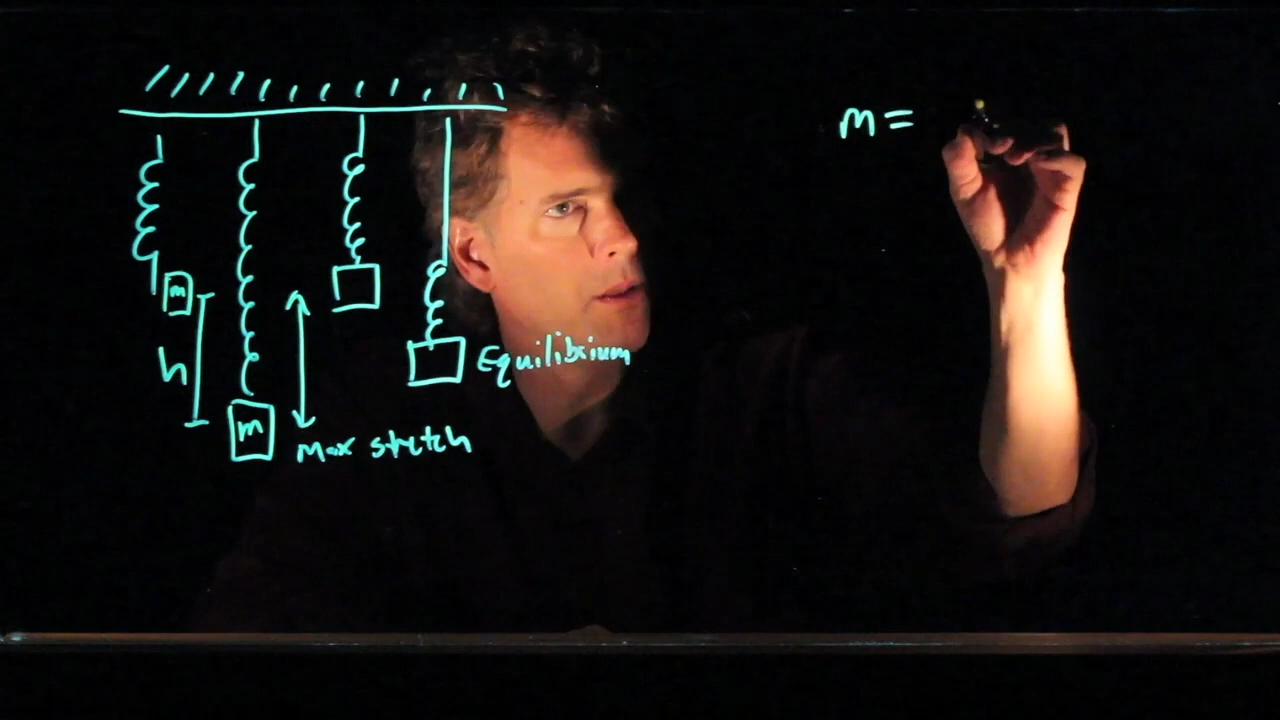 m =
m
h
Equilibrium
m
Max stretch